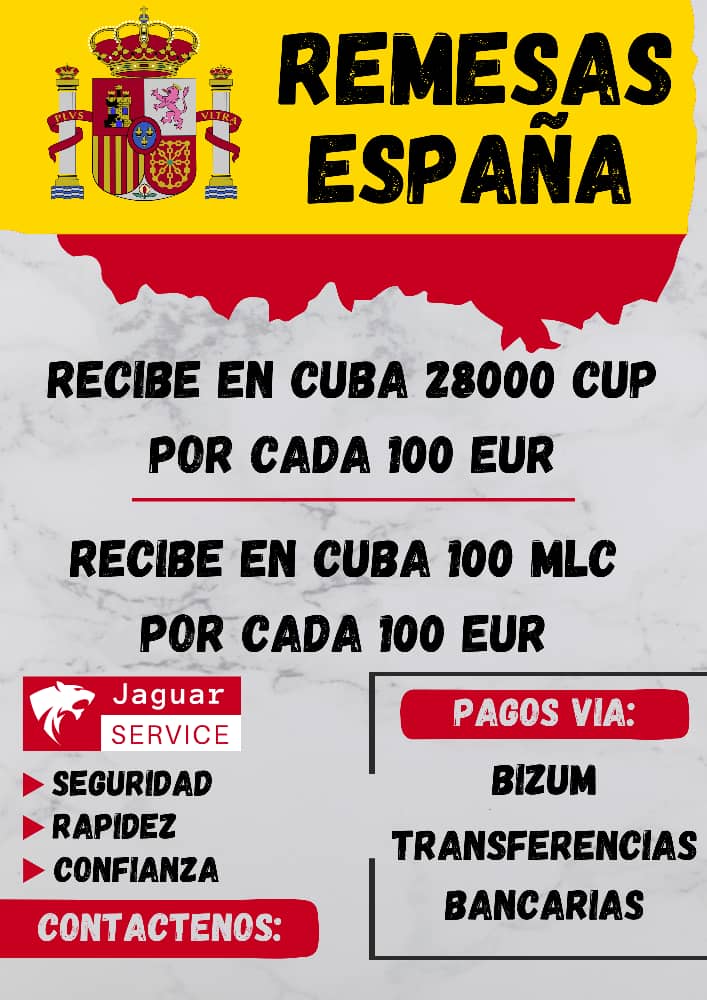 REMESAS
ESPAÑA
PLVS
VLTRA
RECIBE EN CUBA 28000 CUP
POR CADA 100 EUR
RECIBE EN CUBA 100 MLC
POR CADA 100 EUR
Jaguar
SERVICE
SEGURIDAD
RAPIDEZ
CONFIANZA
CONTACTENOS:
PAGOS VIA:
BIZUM
TRANSFERENCIAS
BANCARIAS